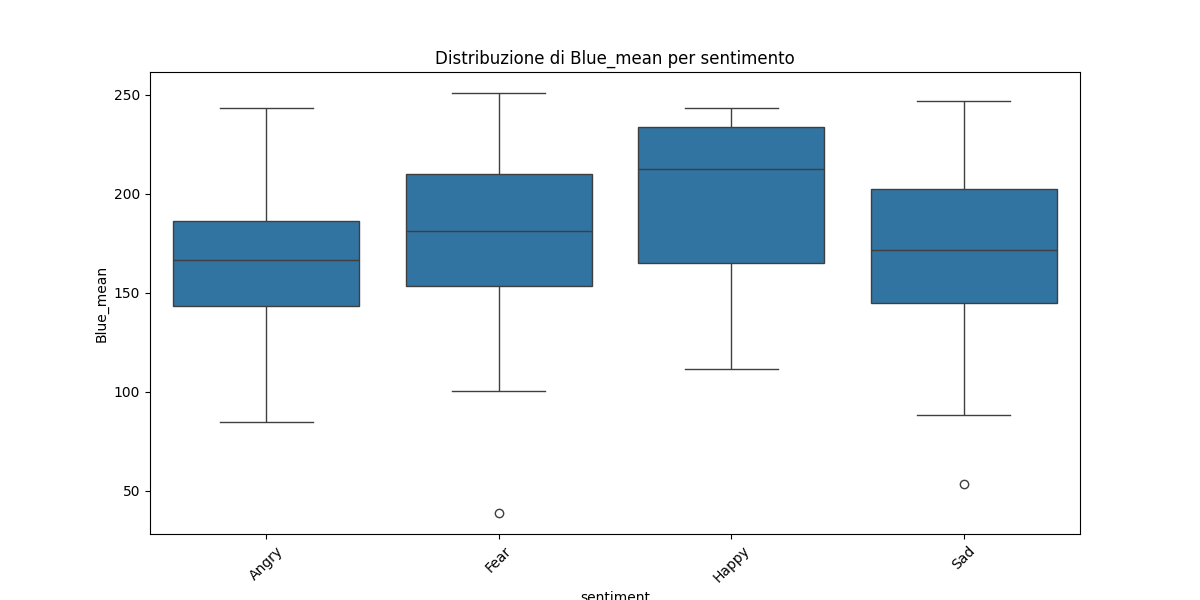 Distribuzione di Blue_mean per sentimento
250
200
150
100
50
Blue_mean
Angry
Fear
Happy
Sad
sentiment